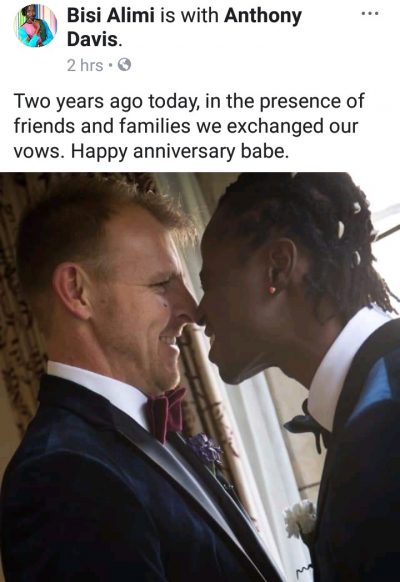 Bisi Alimi is with Anthony
Davis.
2 hrs
Two years ago today, in the presence of
friends and families we exchanged our
vows. Happy anniversary babe.